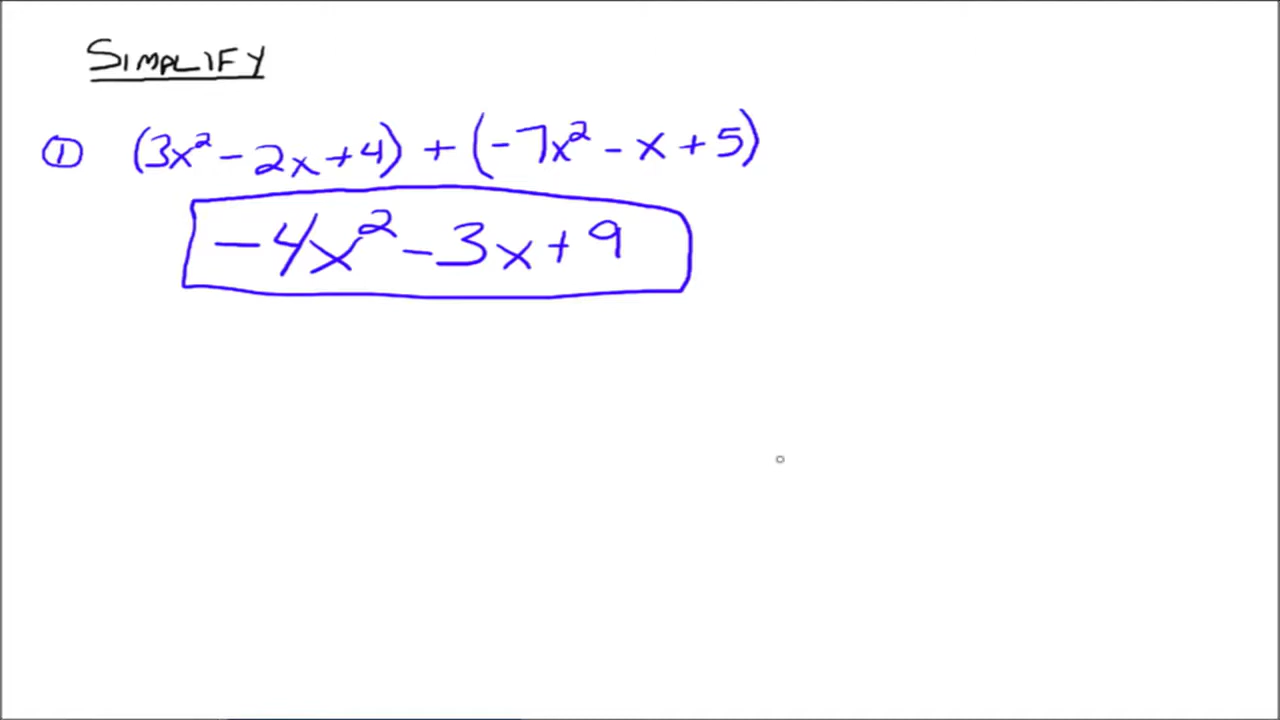 SIMPLIFY
① (3x² - 2x + 4) + (-7x² - x + 5)
-4x² - 3x + 9